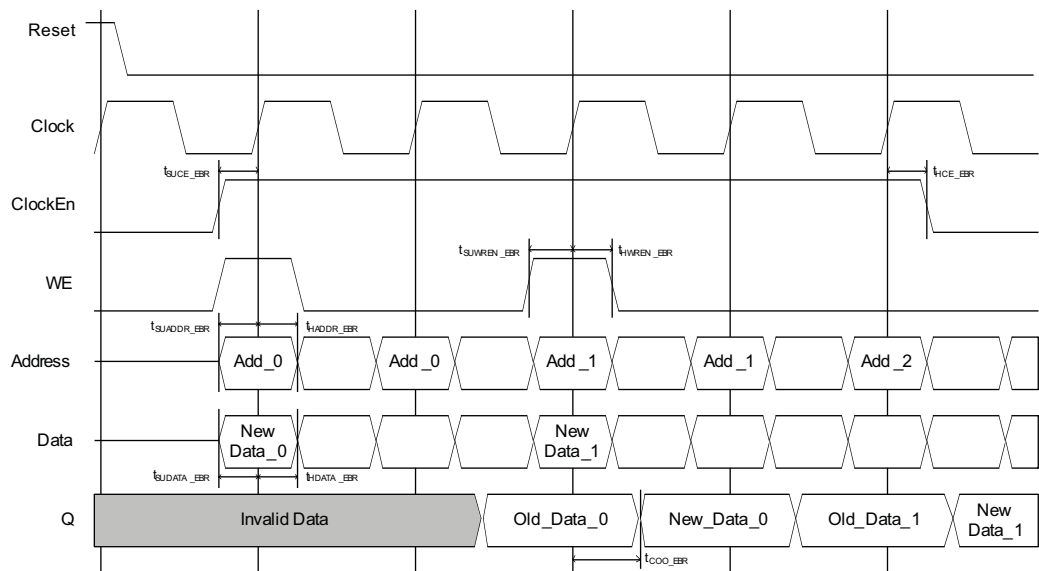 Reset
Clock
tSUCE_EBR
tHCE_EBR
ClockEn
tSUWREN_EBR
tHWREN_EBR
WE
tSUADDR_EBR
tHADDR_EBR
Address
Add_0
Add_0
Add_1
Add_1
Add_2
Data
New
Data_0
New
Data_1
tSUDATA_EBR
tHDATA_EBR
Q
Invalid Data
Old_Data_0
New_Data_0
Old_Data_1
New
Data_1
tCOO_EBR